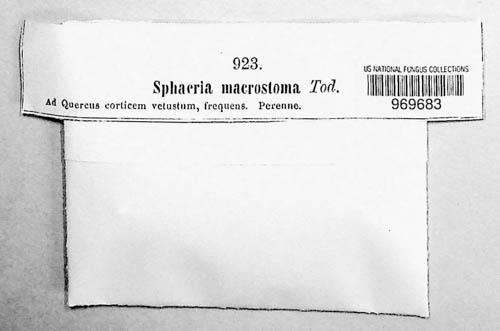 923.
Sphaeria macrostoma Tod.
Ad Quercus corticem vetustum, frequens. Perenne.
US NATIONAL FUNGUS COLLECTIONS
969683